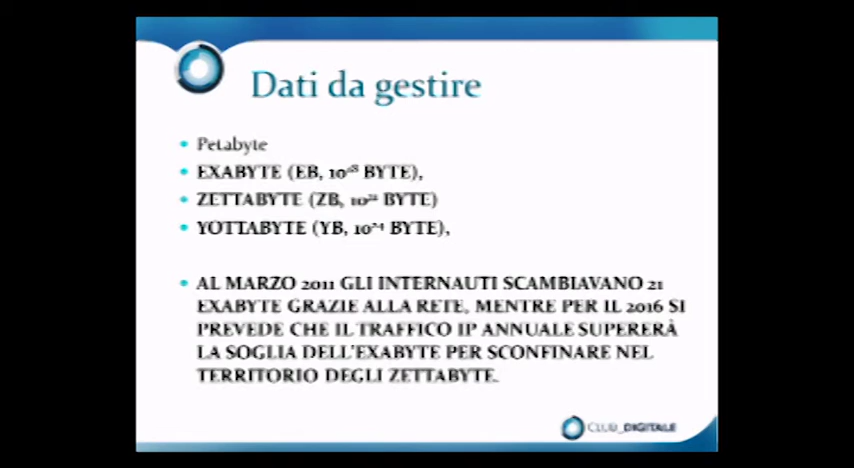 Dati da gestire
Petabyte
EXABYTE (EB, 10¹⁸ BYTE),
ZETTABYTE (ZB, 10²¹ BYTE)
YOTTABYTE (YB, 10²⁴ BYTE),
AL MARZO 2011 GLI INTERNAUTI SCAMBIAVANO 21
EXABYTE GRAZIE ALLA RETE, MENTRE PER IL 2016 SI
PREVEDE CHE IL TRAFFICO IP ANNUALE SUPERERÀ
LA SOGLIA DELL'EXABYTE PER SCONFINARE NEL
TERRITORIO DEGLI ZETTABYTE.
CLUB_DIGITALE